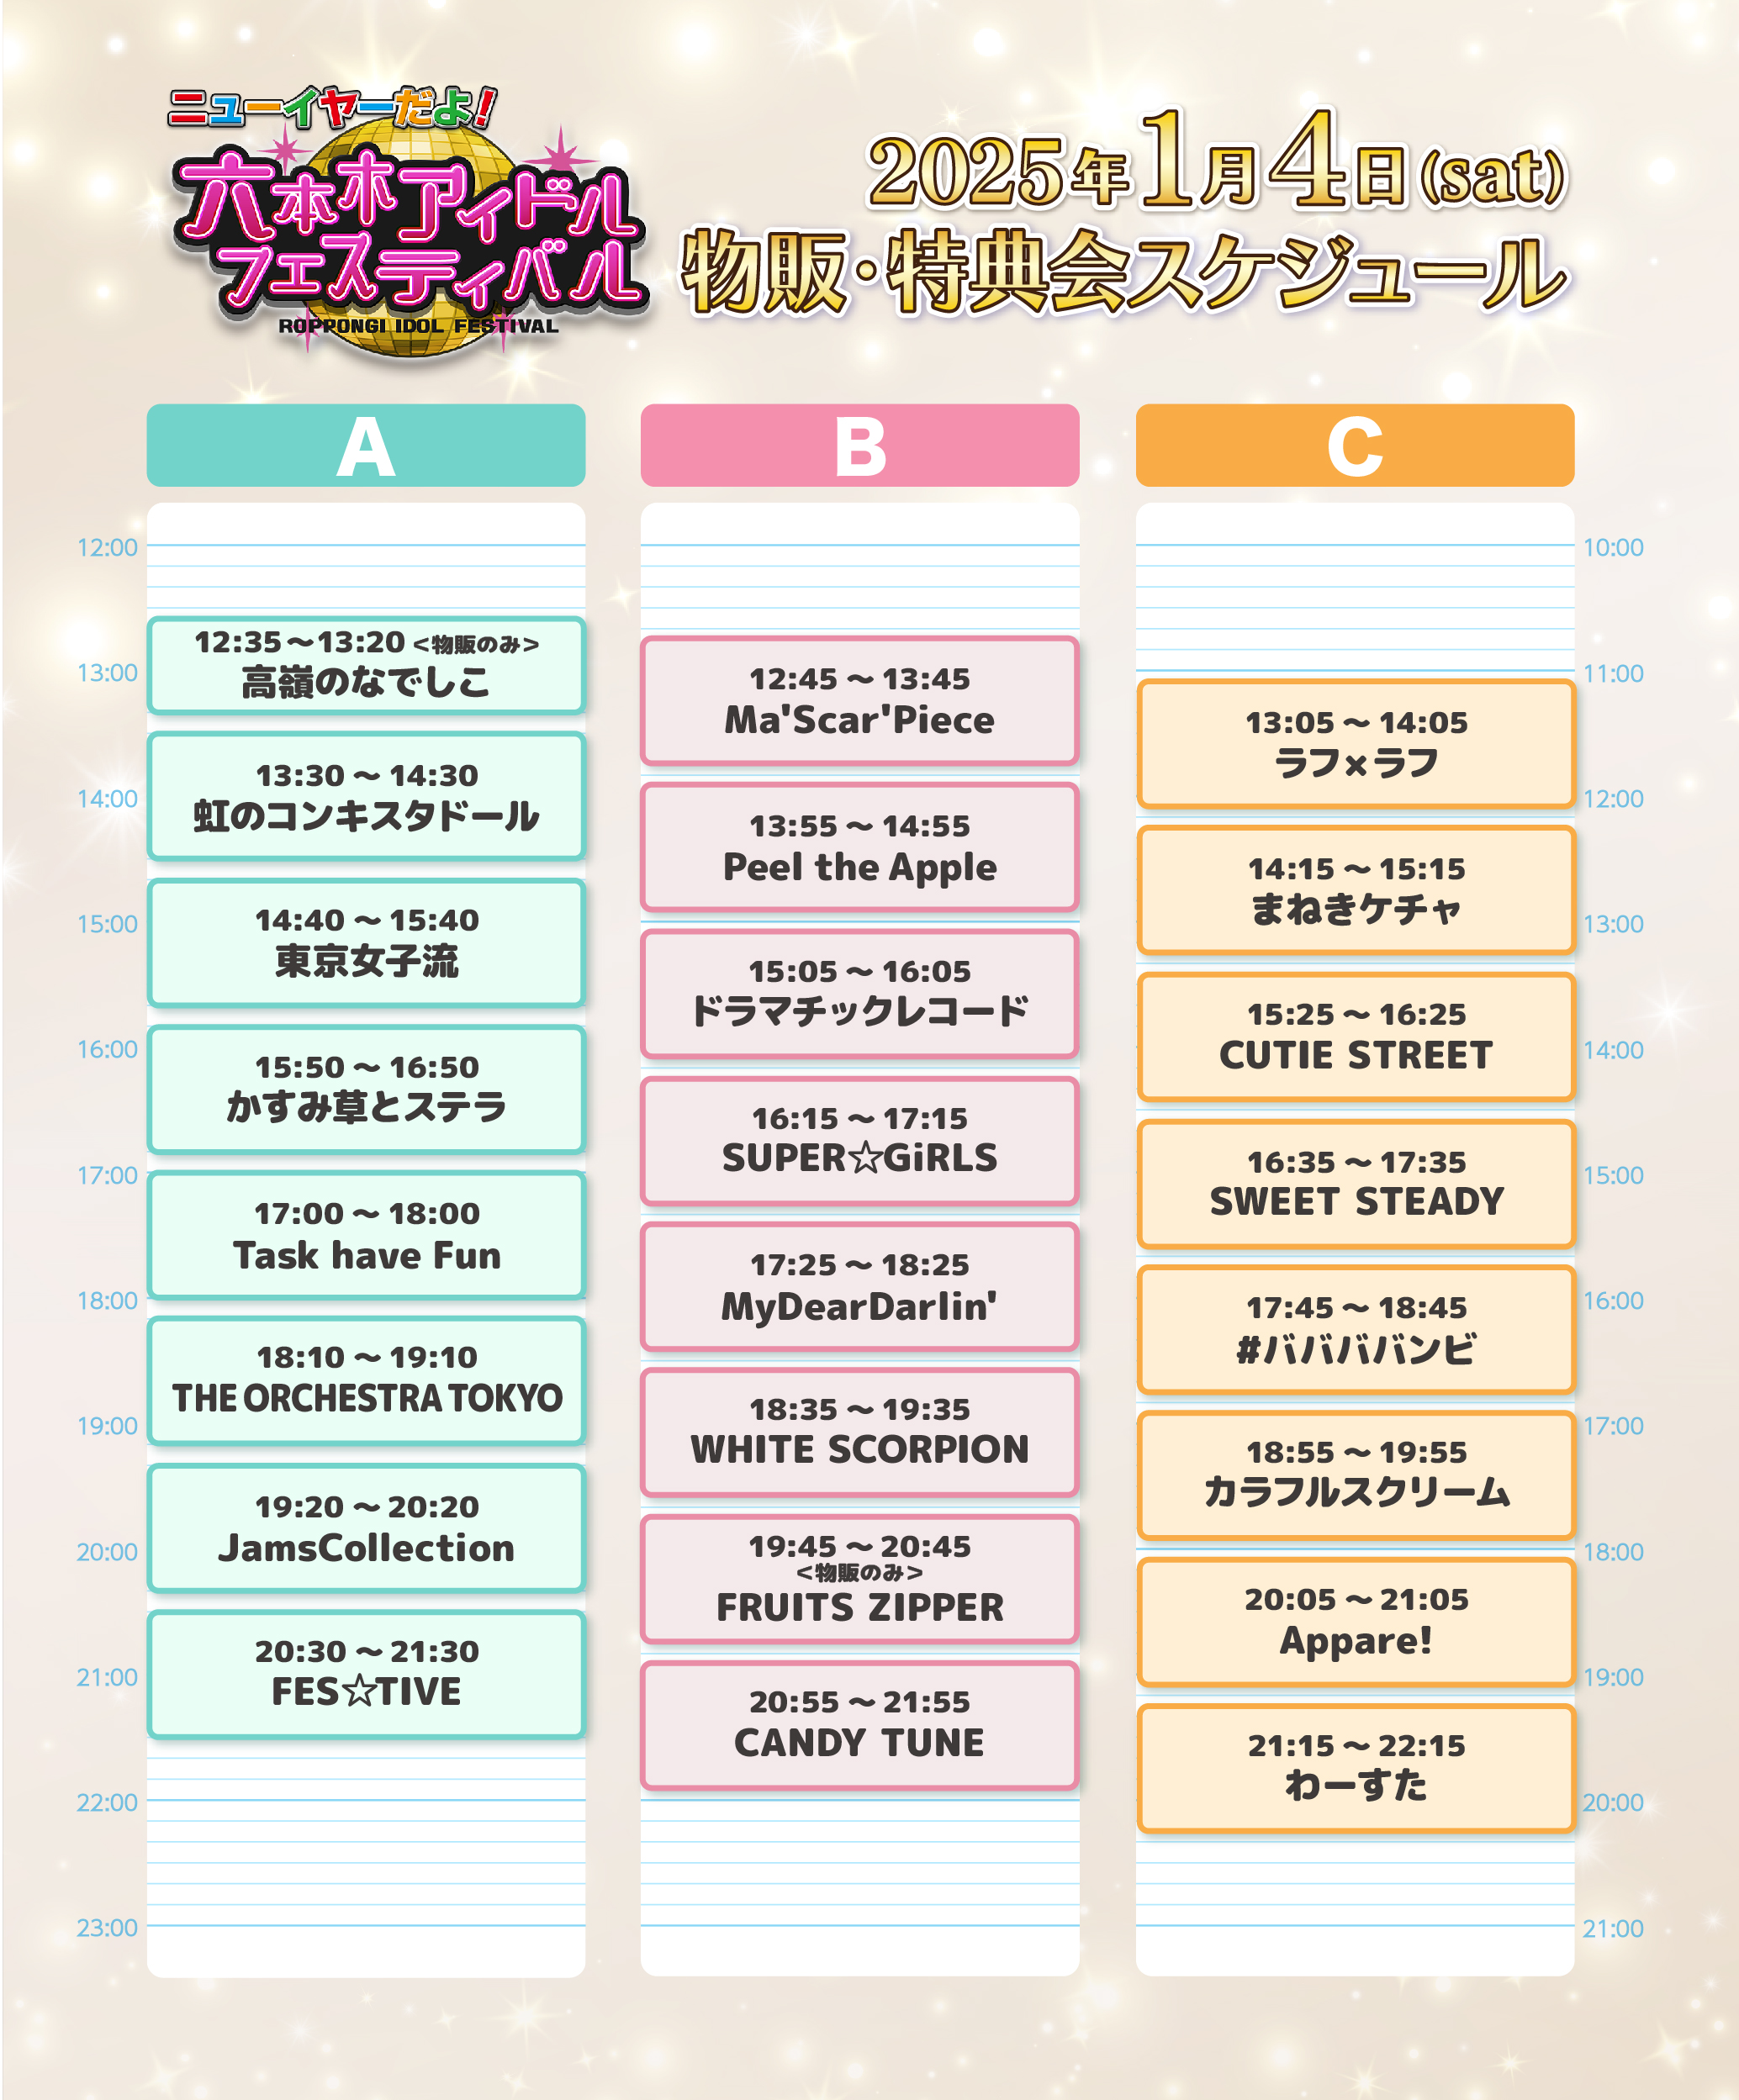 ニューイヤーだよ!
六本木アイドル
フェスティバル
ROPPONGI IDOL FESTIVAL
2025年1月4日(sat)
物販・特典会スケジュール
A
12:00
13:00
14:00
15:00
16:00
17:00
18:00
19:00
20:00
21:00
22:00
23:00
12:35～13:20 <物販のみ>
高嶺のなでしこ
13:30 ～ 14:30
虹のコンキスタドール
14:40 ～ 15:40
東京女子流
15:50 ～ 16:50
かすみ草とステラ
17:00 ～ 18:00
Task have Fun
18:10 ～ 19:10
THE ORCHESTRA TOKYO
19:20 ～ 20:20
JamsCollection
20:30 ～ 21:30
FES☆TIVE
B
12:45 ～ 13:45
Ma'Scar'Piece
13:55 ～ 14:55
Peel the Apple
15:05 ～ 16:05
ドラマチックレコード
16:15 ～ 17:15
SUPER☆GiRLS
17:25 ～ 18:25
MyDearDarlin'
18:35 ～ 19:35
WHITE SCORPION
19:45 ～ 20:45
<物販のみ>
FRUITS ZIPPER
20:55 ～ 21:55
CANDY TUNE
C
13:05 ～ 14:05
ラフ×ラフ
14:15 ～ 15:15
まねきケチャ
15:25 ～ 16:25
CUTIE STREET
16:35 ～ 17:35
SWEET STEADY
17:45 ～ 18:45
#ババババンビ
18:55 ～ 19:55
カラフルスクリーム
20:05 ～ 21:05
Appare!
21:15 ～ 22:15
わーすた
10:00
11:00
12:00
13:00
14:00
15:00
16:00
17:00
18:00
19:00
20:00
21:00